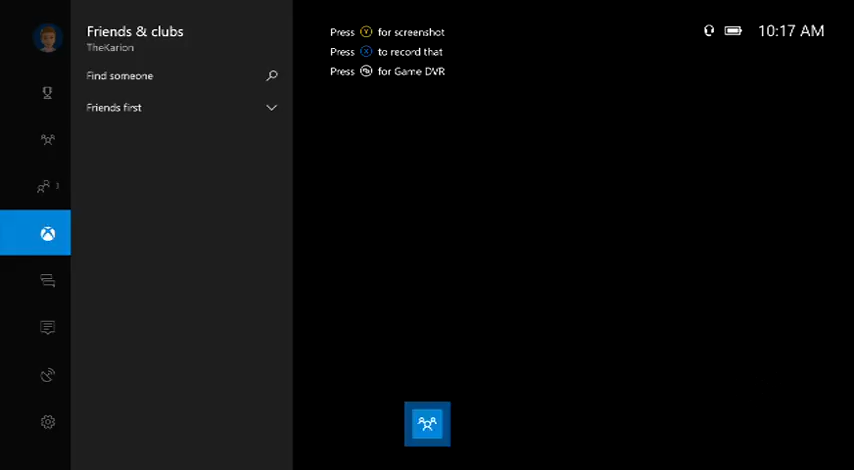 Friends & clubs
TheKarion
Find someone
Friends first
Press Y for screenshot
Press X to record that
Press for Game DVR
10:17 AM